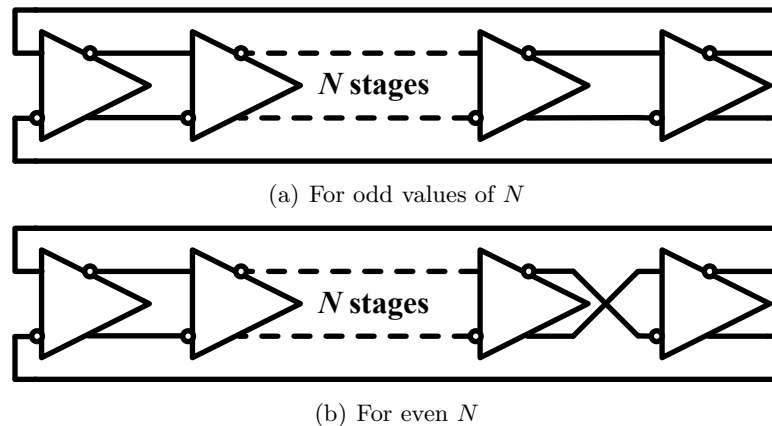 N stages
(a) For odd values of N
N stages
(b) For even N